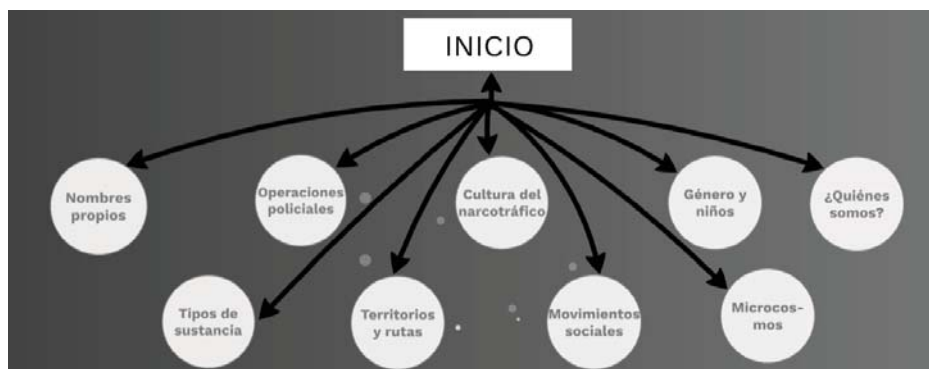 INICIO
Nombres
propios
Operaciones
policiales
Cultura del
narcotráfico
Género y
niños
¿Quiénes
somos?
Tipos de
sustancia
Territorios
y rutas
Movimientos
sociales
Microcos-
mos